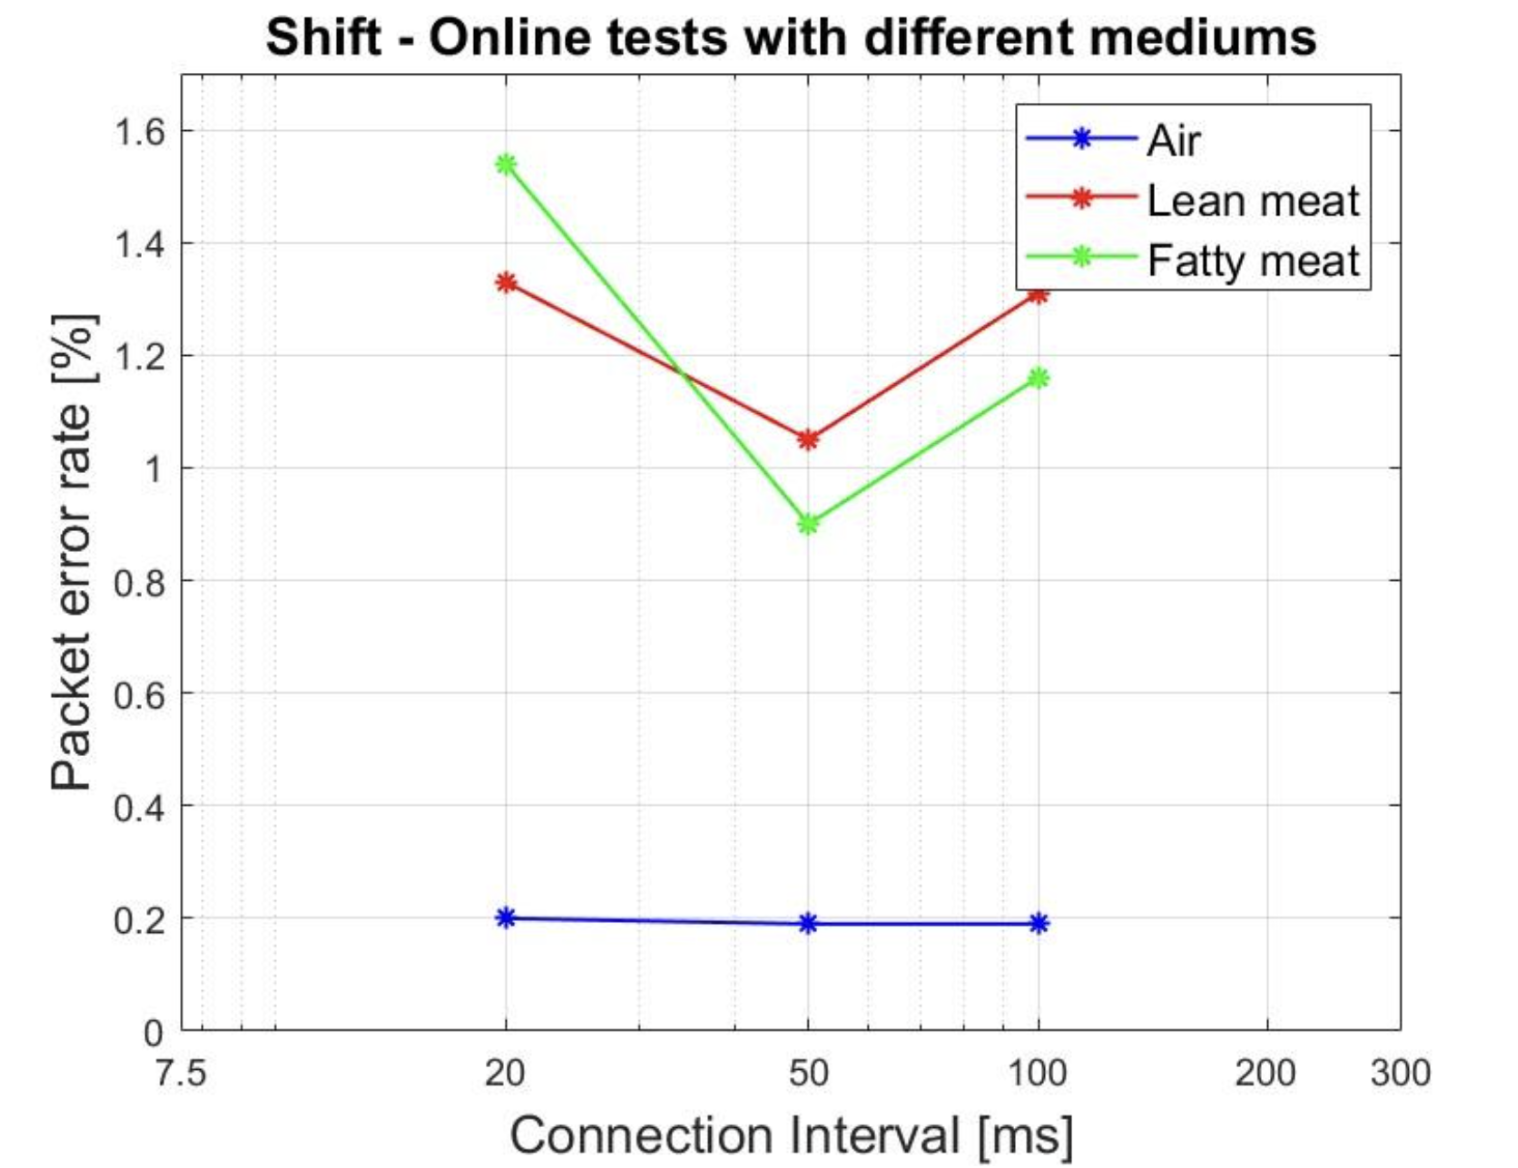 Shift - Online tests with different mediums
Air
Lean meat
Fatty meat
Packet error rate [%]
1.6
1.4
1.2
1
0.8
0.6
0.4
0.2
0
7.5 20 50 100 200 300
Connection Interval [ms]